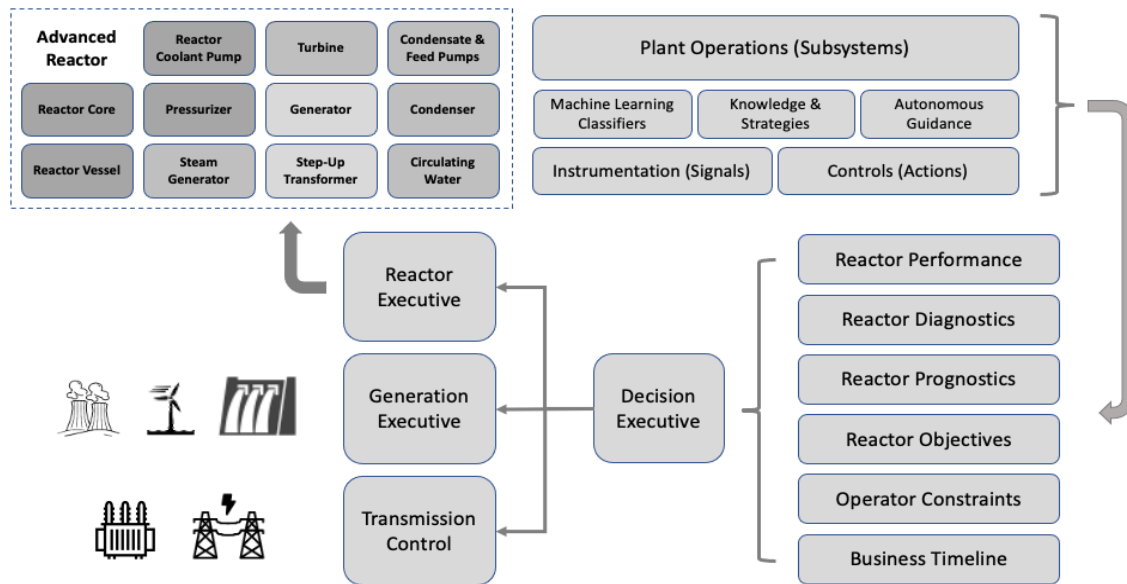 Advanced
Reactor
Reactor
Coolant Pump
Turbine
Condensate &
Feed Pumps
Reactor Core
Pressurizer
Generator
Condenser
Reactor Vessel
Steam
Generator
Step-Up
Transformer
Circulating
Water
Plant Operations (Subsystems)
Machine Learning
Classifiers
Knowledge &
Strategies
Autonomous
Guidance
Instrumentation (Signals)
Controls (Actions)
Reactor
Executive
Generation
Executive
Transmission
Control
Decision
Executive
Reactor Performance
Reactor Diagnostics
Reactor Prognostics
Reactor Objectives
Operator Constraints
Business Timeline